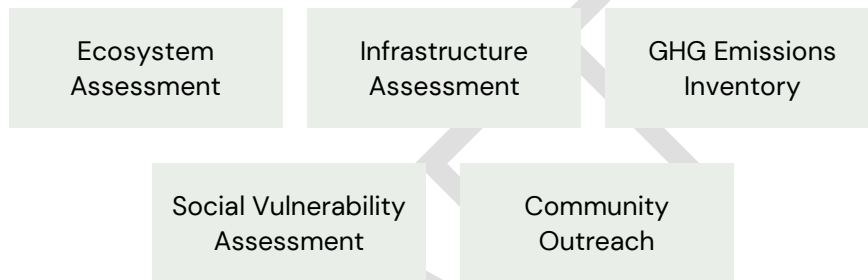 Ecosystem
Assessment
Infrastructure
Assessment
GHG Emissions
Inventory
Social Vulnerability
Assessment
Community
Outreach